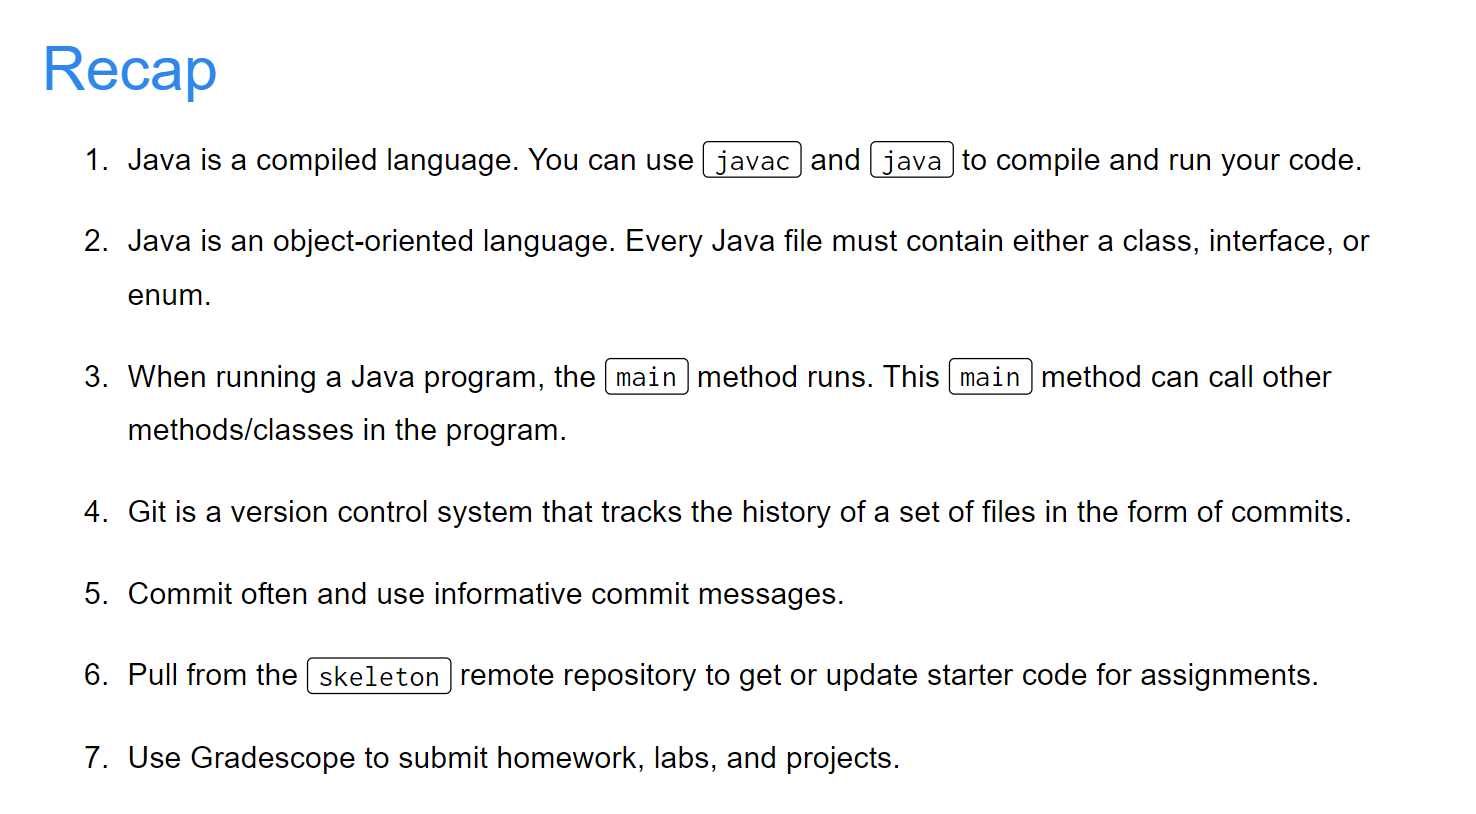 Recap
1. Java is a compiled language. You can use javac and java to compile and run your code.
2. Java is an object-oriented language. Every Java file must contain either a class, interface, or
enum.
3. When running a Java program, the main method runs. This main method can call other
methods/classes in the program.
4. Git is a version control system that tracks the history of a set of files in the form of commits.
5. Commit often and use informative commit messages.
6. Pull from the skeleton remote repository to get or update starter code for assignments.
7. Use Gradescope to submit homework, labs, and projects.